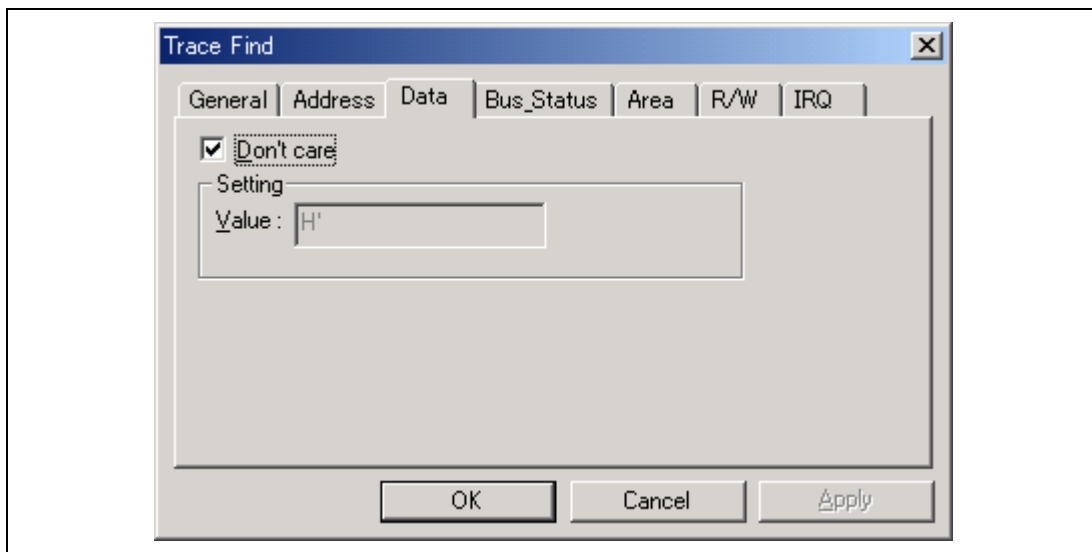 Trace Find
General Address Data Bus_Status Area R/W IRQ
Don't care
Setting
Value : H'
OK Cancel Apply